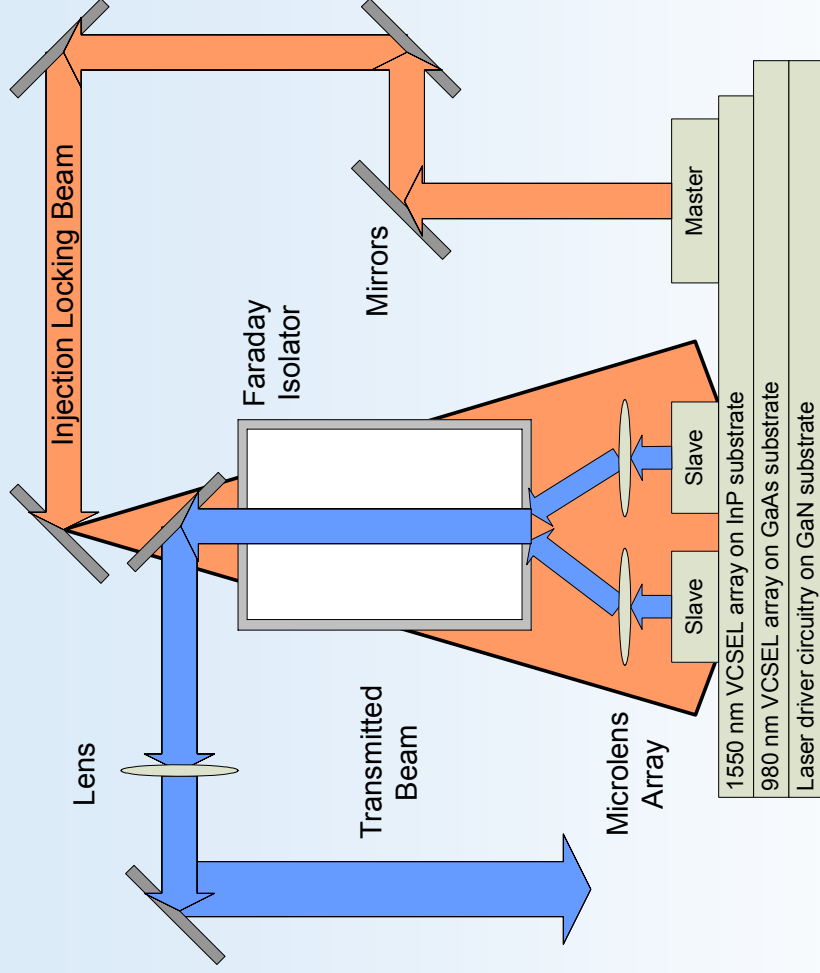 Injection Locking Beam
Faraday
Isolator
Mirrors
Lens
Transmitted
Beam
Microlens
Array
Slave
Slave
Master
1550 nm VCSEL array on InP substrate
980 nm VCSEL array on GaAs substrate
Laser driver circuitry on GaN substrate